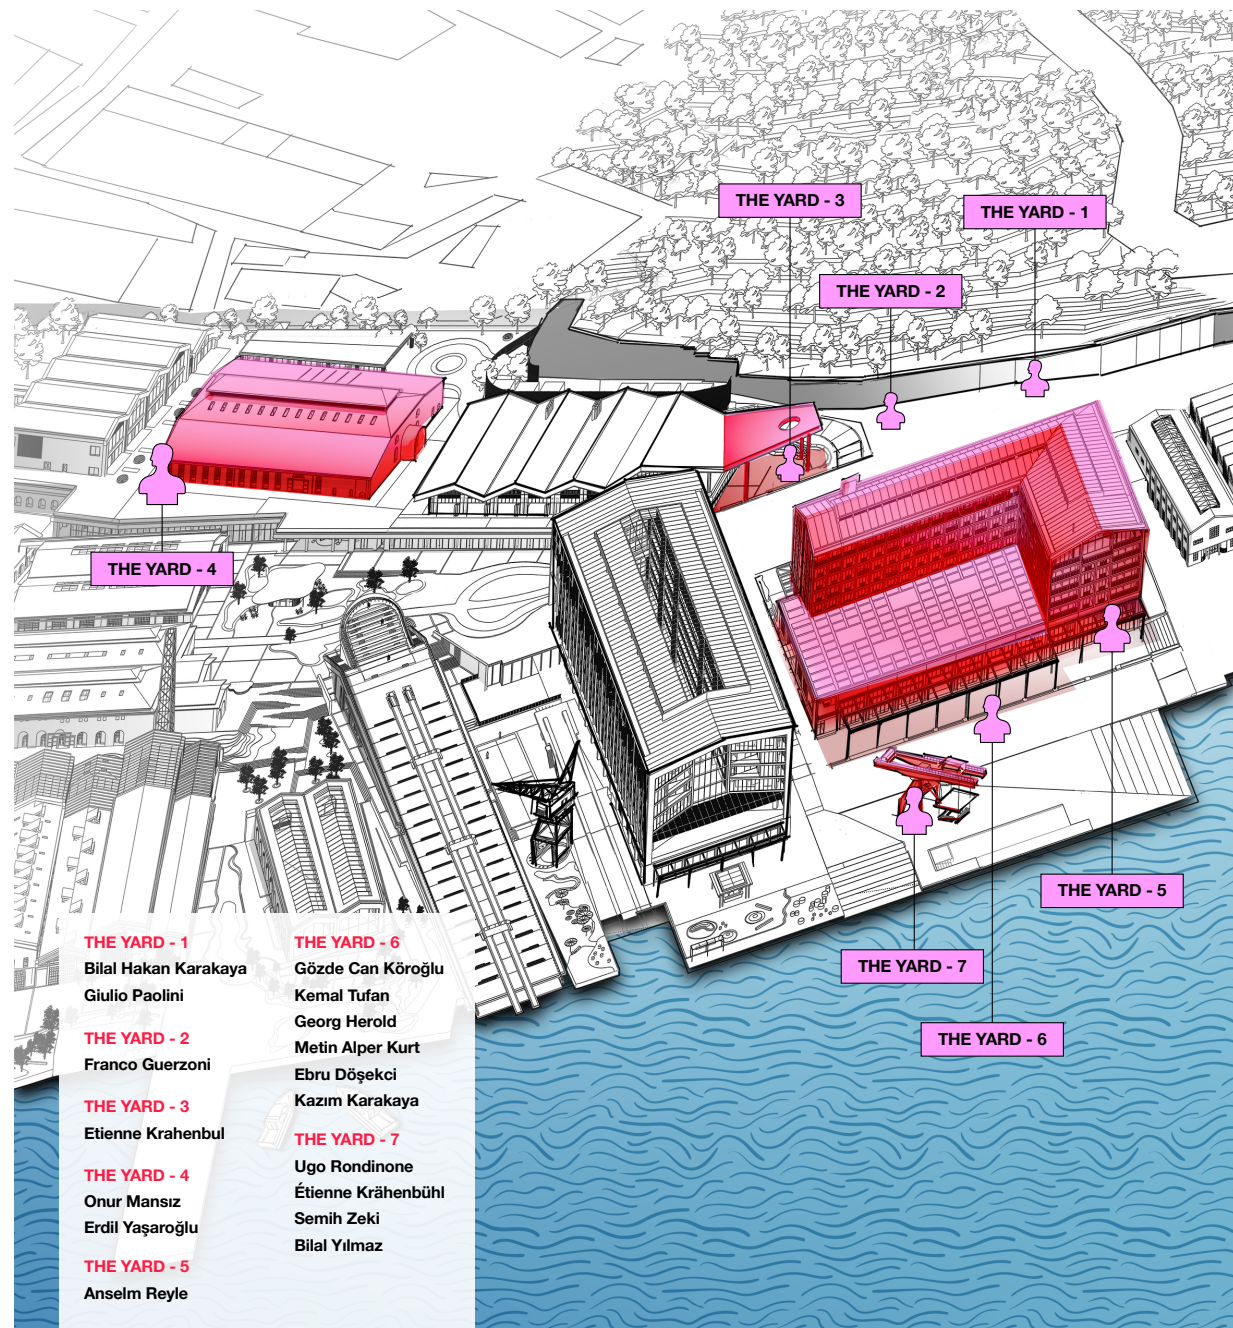 THE YARD - 3
THE YARD - 1
THE YARD - 2
THE YARD - 4
THE YARD - 5
THE YARD - 7
THE YARD - 6
THE YARD - 1
Bilal Hakan Karakaya
Giulio Paolini
THE YARD - 2
Franco Guerzoni
THE YARD - 3
Etienne Krahenbul
THE YARD - 4
Onur Mansız
Erdil Yaşaroğlu
THE YARD - 5
Anselm Reyle
THE YARD - 6
Gözde Can Köroğlu
Kemal Tufan
Georg Herold
Metin Alper Kurt
Ebru Döşekci
Kazım Karakaya
THE YARD - 7
Ugo Rondinone
Étienne Krähenbühl
Semih Zeki
Bilal Yılmaz